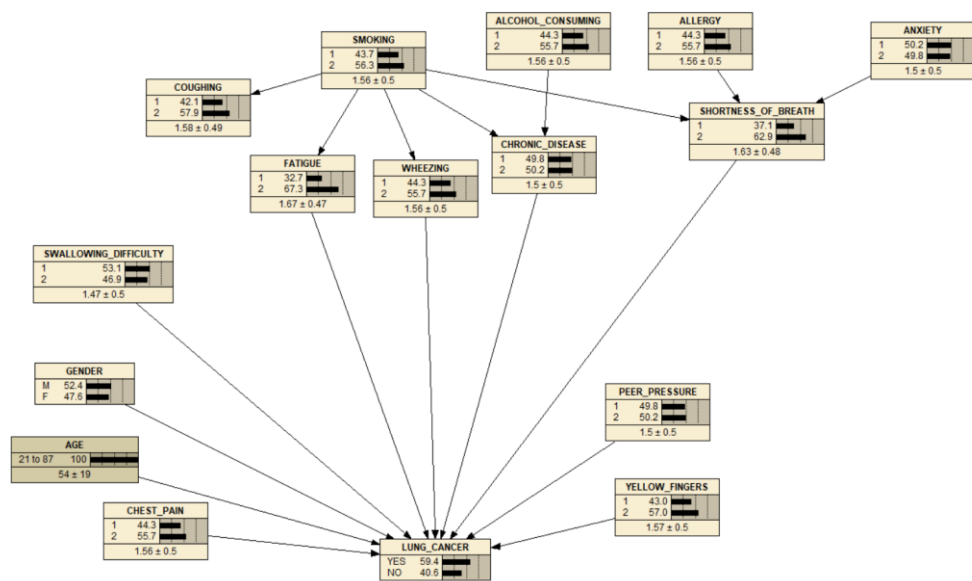 ALCOHOL_CONSUMING
1 44.3
2 55.7
1.56 ± 0.5
ALLERGY
1 44.3
2 55.7
1.56 ± 0.5
ANXIETY
1 50.2
2 49.8
1.5 ± 0.5
SMOKING
1 43.7
2 56.3
1.56 ± 0.5
COUGHING
1 42.1
2 57.9
1.58 ± 0.49
SHORTNESS_OF_BREATH
1 37.1
2 62.9
1.63 ± 0.48
CHRONIC_DISEASE
1 49.8
2 50.2
1.5 ± 0.5
FATIGUE
1 32.7
2 67.3
1.67 ± 0.47
WHEEZING
1 44.3
2 55.7
1.56 ± 0.5
SWALLOWING_DIFFICULTY
1 53.1
2 46.9
1.47 ± 0.5
GENDER
M 52.4
F 47.6
PEER_PRESSURE
1 49.8
2 50.2
1.5 ± 0.5
AGE
21 to 87 100
54 ± 19
YELLOW_FINGERS
1 43.0
2 57.0
1.57 ± 0.5
CHEST_PAIN
1 44.3
2 55.7
1.56 ± 0.5
LUNG_CANCER
YES 59.4
NO 40.6